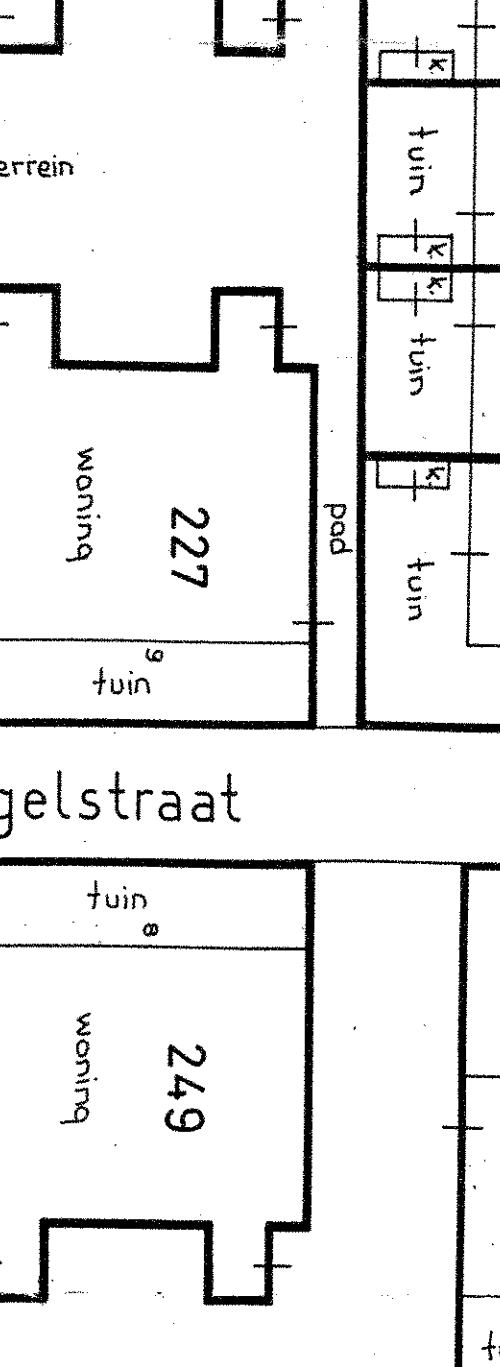 k.
tuin
errein
k.
k.
tuin
woning
227
k.
pad
tuin
9
tuin
gelstraat
tuin
8
woning
249
t